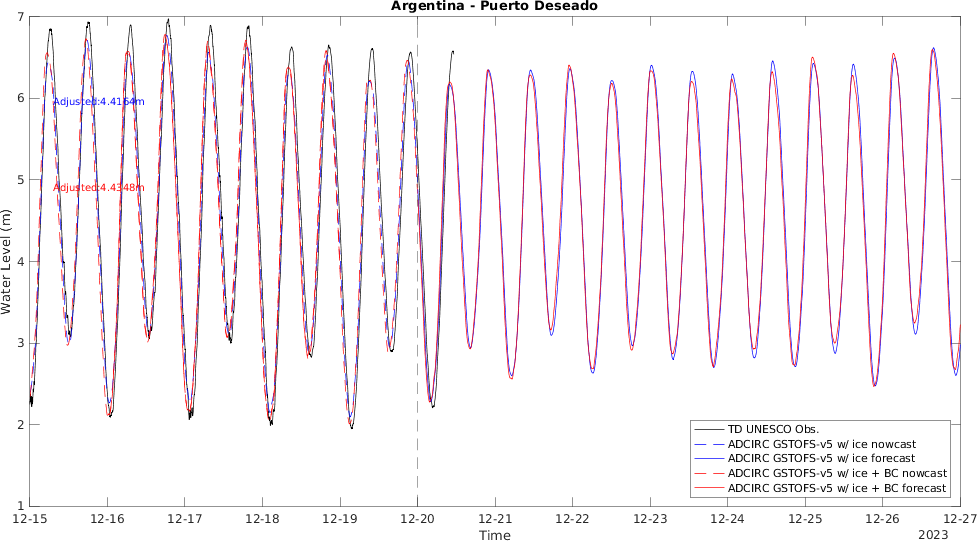 Argentina - Puerto Deseado
7
6
5
4
3
2
1
Water Level (m)
Adjusted:4.4164m
Adjusted:4.4348m
TD UNESCO Obs.
ADCIRC GSTOFS-v5 w/ ice nowcast
ADCIRC GSTOFS-v5 w/ ice forecast
ADCIRC GSTOFS-v5 w/ ice + BC nowcast
ADCIRC GSTOFS-v5 w/ ice + BC forecast
12-15 12-16 12-17 12-18 12-19 12-20 12-21 12-22 12-23 12-24 12-25 12-26 12-27
Time
2023